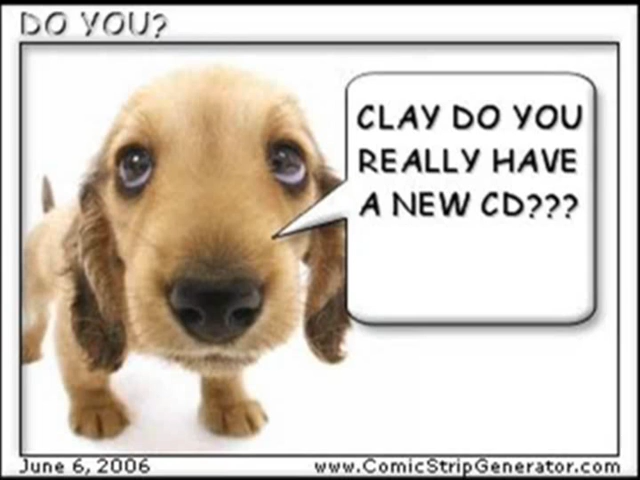 DO YOU?
CLAY DO YOU
REALLY HAVE
A NEW CD???
June 6, 2006
www.ComicStripGenerator.com